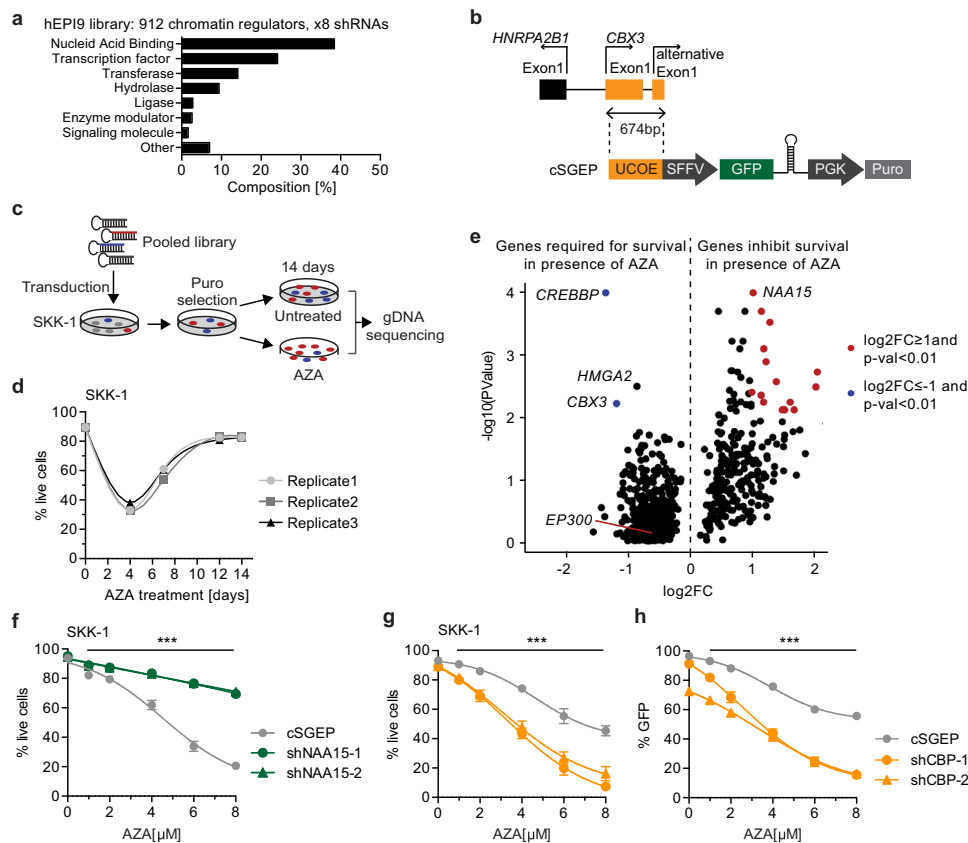 a
hEPI9 library: 912 chromatin regulators, x8 shRNAs
Nucleid Acid Binding
Transcription factor
Transferase
Hydrolase
Ligase
Enzyme modulator
Signaling molecule
Other
0 10 20 30 40 50
Composition [%]
b
HNRPA2B1 CBX3 alternative
Exon1 Exon1 Exon1
674bp
cSGEP UCOE SFFV GFP PGK Puro
c
Pooled library
Transduction
SKK-1
Puro
selection
14 days
Untreated
AZA
gDNA
sequencing
d
SKK-1
% live cells
100
80
60
40
20
0
0 2 4 6 8 10 12 14
AZA treatment [days]
Replicate1
Replicate2
Replicate3
e
Genes required for survival
in presence of AZA
Genes inhibit survival
in presence of AZA
CREBBP
NAA15
HMGA2
CBX3
EP300
-log10(PValue)
4
3
2
1
0
-2 -1 0 1 2
log2FC
log2FC≥1and
p-val<0.01
log2FC≤-1 and
p-val<0.01
f
SKK-1
***
% live cells
100
80
60
40
20
0
0 2 4 6 8
AZA[µM]
cSGEP
shNAA15-1
shNAA15-2
g
SKK-1
***
% live cells
100
80
60
40
20
0
0 2 4 6 8
AZA[µM]
h
***
% GFP
100
80
60
40
20
0
0 2 4 6 8
AZA[µM]
cSGEP
shCBP-1
shCBP-2